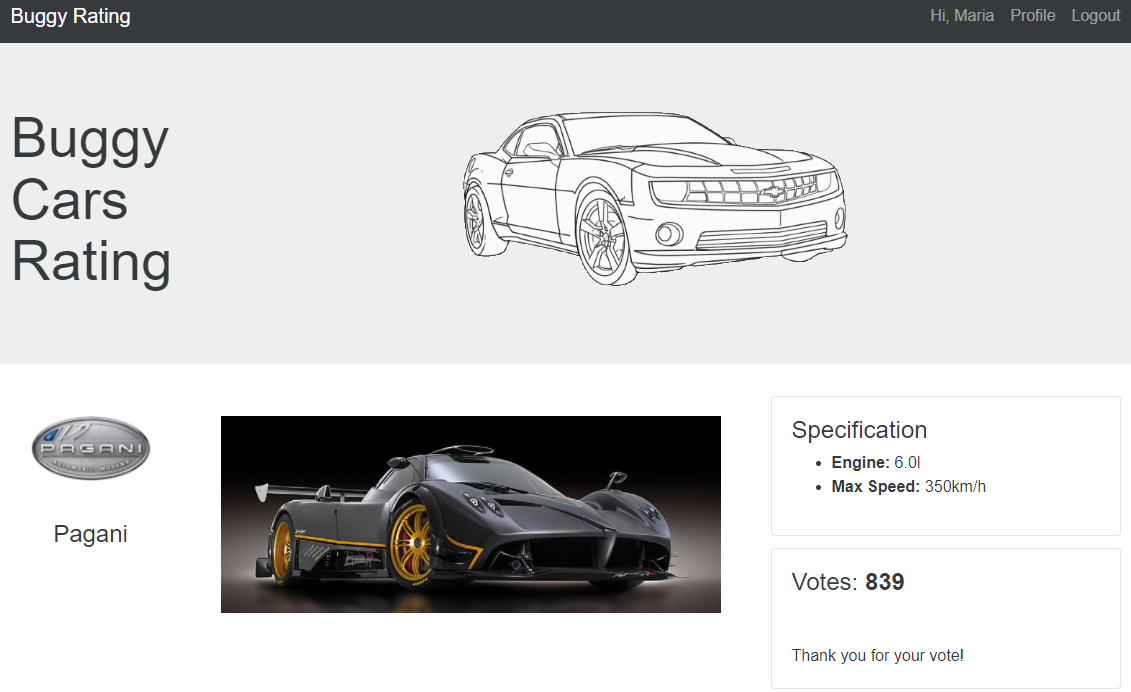 Buggy Rating
Hi, Maria Profile Logout
Buggy
Cars
Rating
PAGANI
Pagani
Specification
Engine: 6.0l
Max Speed: 350km/h
Votes: 839
Thank you for your vote!